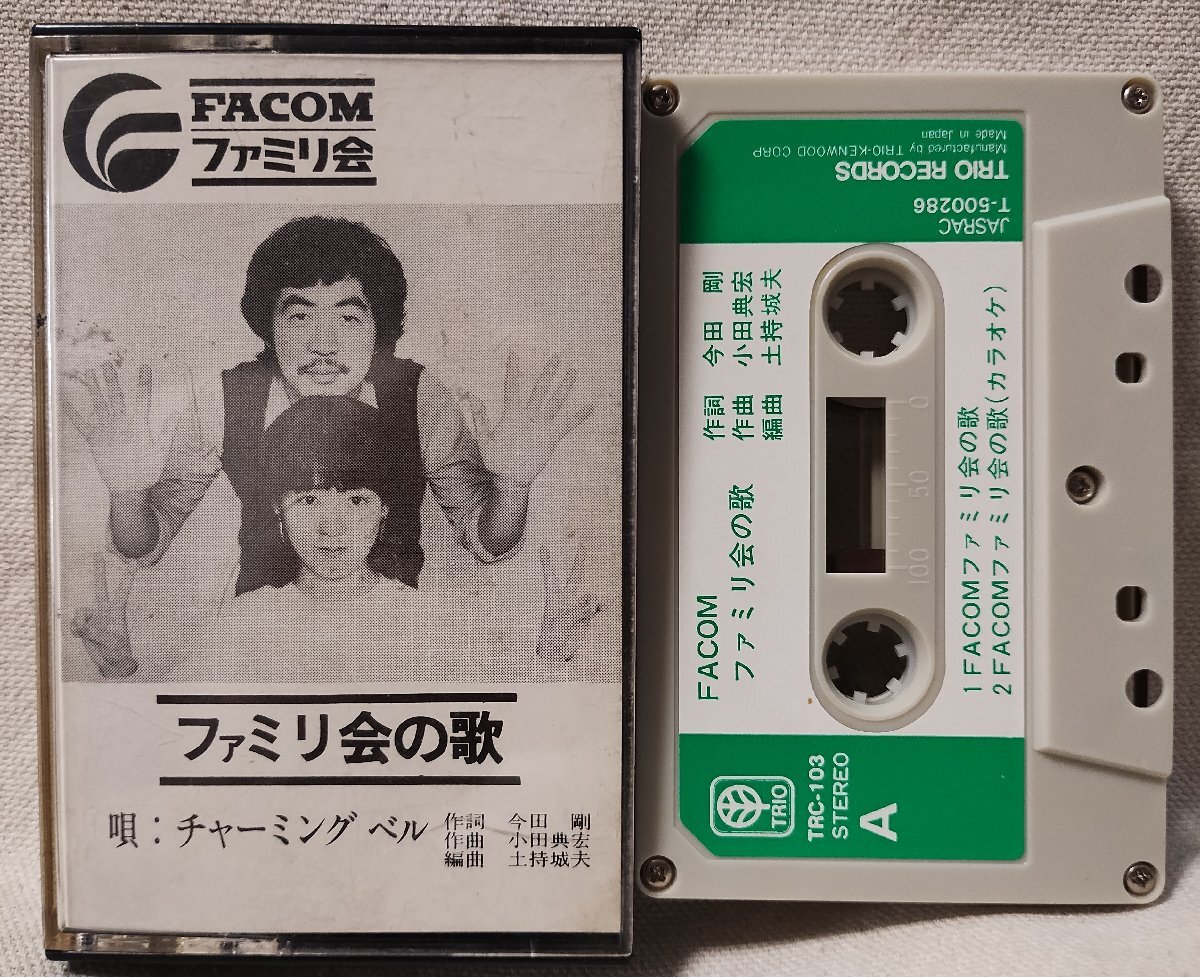 FACOM
ファミリ会
ファミリ会の歌
唄：チャーミング ベル
作詞 今田 剛
作曲 小田典宏
編曲 土持城夫
FACOM
ファミリ会の歌
作詞 今田 剛
作曲 小田典宏
編曲 土持城夫
0
50
100
1 FACOMファミリ会の歌
2 FACOMファミリ会の歌(カラオケ)
TRIO
TRC-103
STEREO
A
JASRAC
T-500286
TRIO RECORDS
Manufactured by TRIO-KENWOOD CORP
Made in Japan